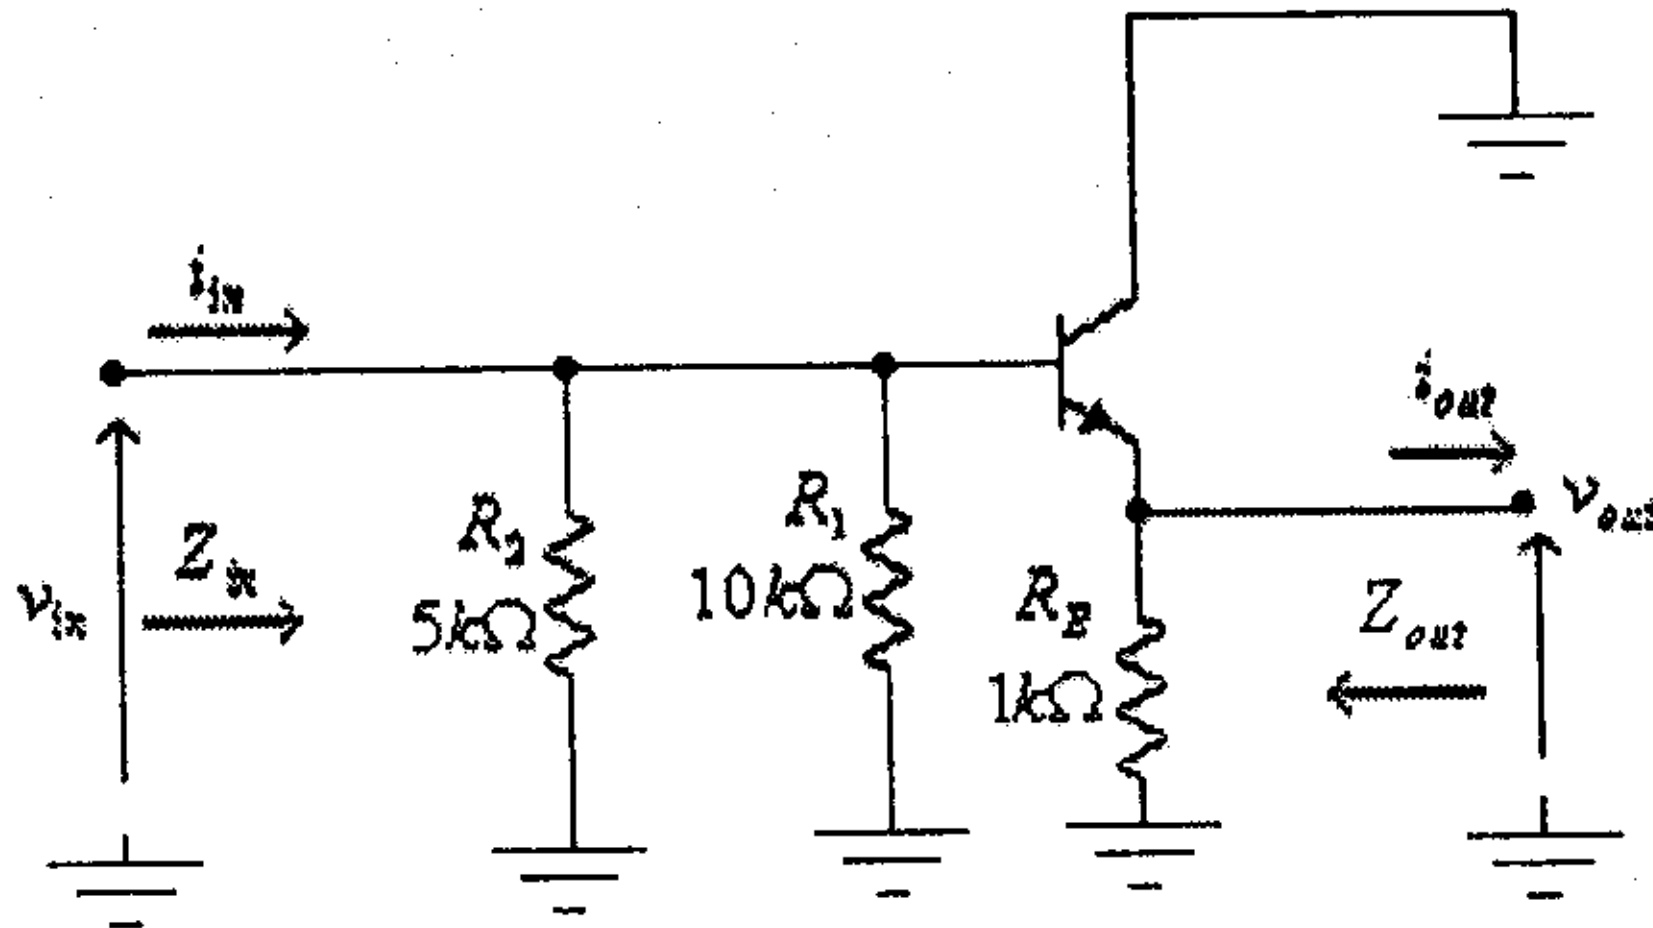 i_in
i_out
v_out
R_2
5kΩ
R_1
10kΩ
R_E
1kΩ
Z_in
v_in
Z_out